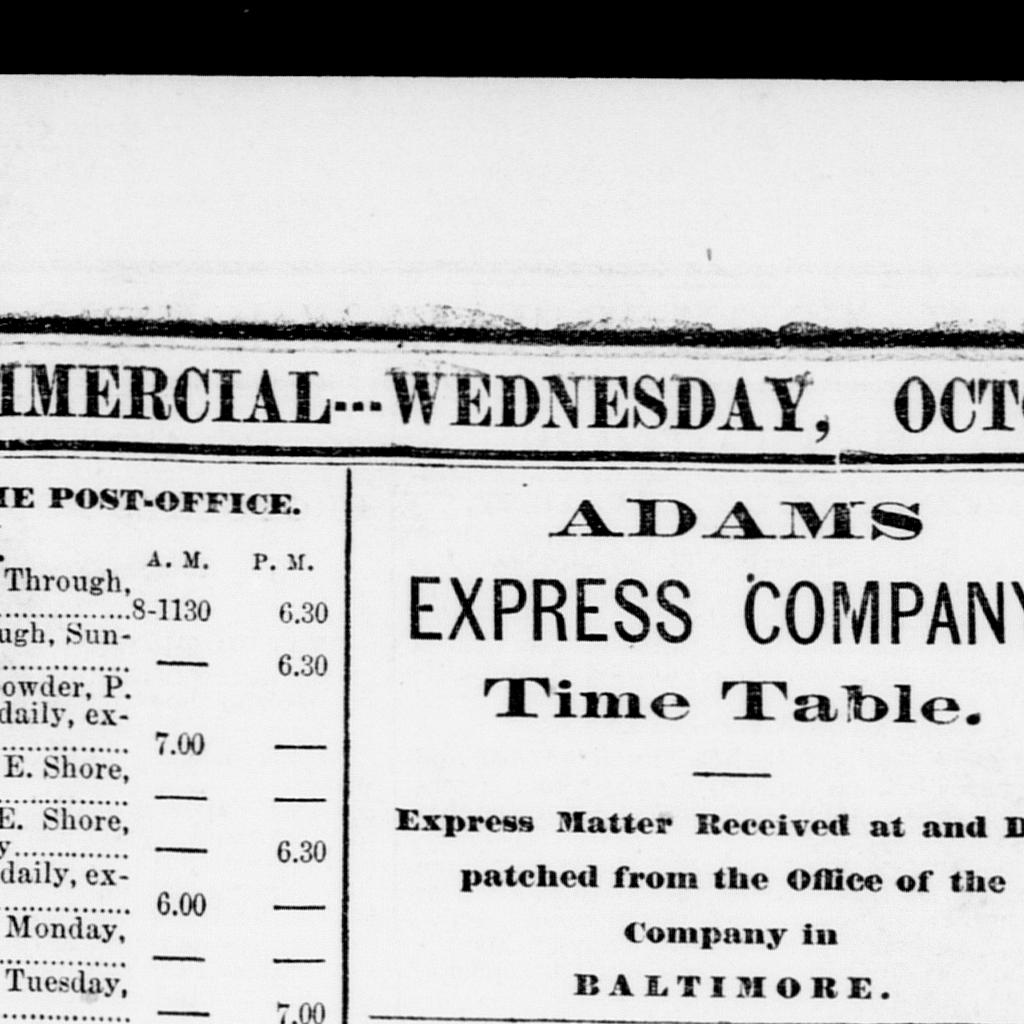 MMERCIAL---WEDNESDAY, OCT
E POST-OFFICE.
A. M. P. M.
Through,
..................8-1130 6.30
ugh, Sun-
.................. — 6.30
owder, P.
daily, ex-
.................. 7.00 —
E. Shore,
.................. — —
E. Shore,
y............... — 6.30
daily, ex-
.................. 6.00 —
Monday,
.................. — —
Tuesday,
.................. — 7.00
ADAMS
EXPRESS COMPANY
Time Table.
Express Matter Received at and D
patched from the Office of the
Company in
BALTIMORE.